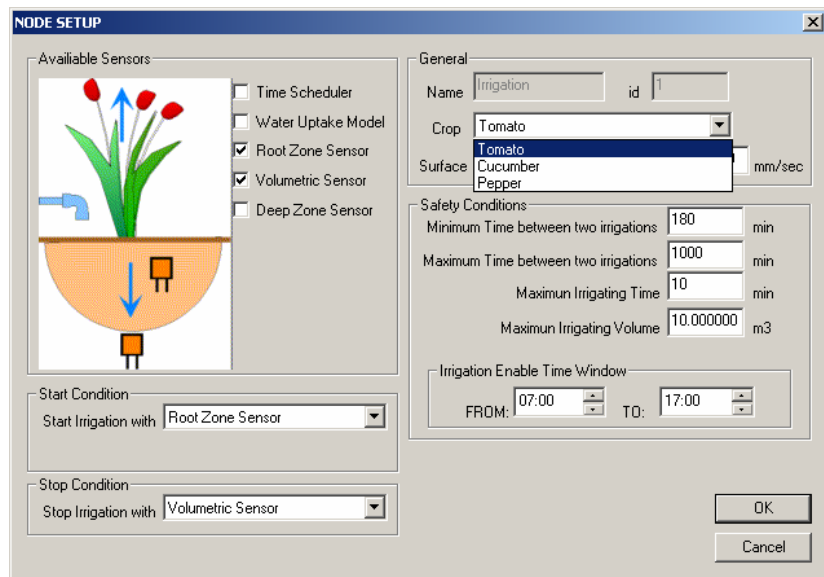 NODE SETUP
Availiable Sensors
Time Scheduler
Water Uptake Model
Root Zone Sensor
Volumetric Sensor
Deep Zone Sensor
Start Condition
Start Irrigation with Root Zone Sensor
Stop Condition
Stop Irrigation with Volumetric Sensor
General
Name Irrigation id 1
Crop Tomato
Tomato
Cucumber
Pepper
Surface mm/sec
Safety Conditions
Minimum Time between two irrigations 180 min
Maximum Time between two irrigations 1000 min
Maximun Irrigating Time 10 min
Maximun Irrigating Volume 10.000000 m3
Irrigation Enable Time Window
FROM: 07:00 TO: 17:00
OK
Cancel